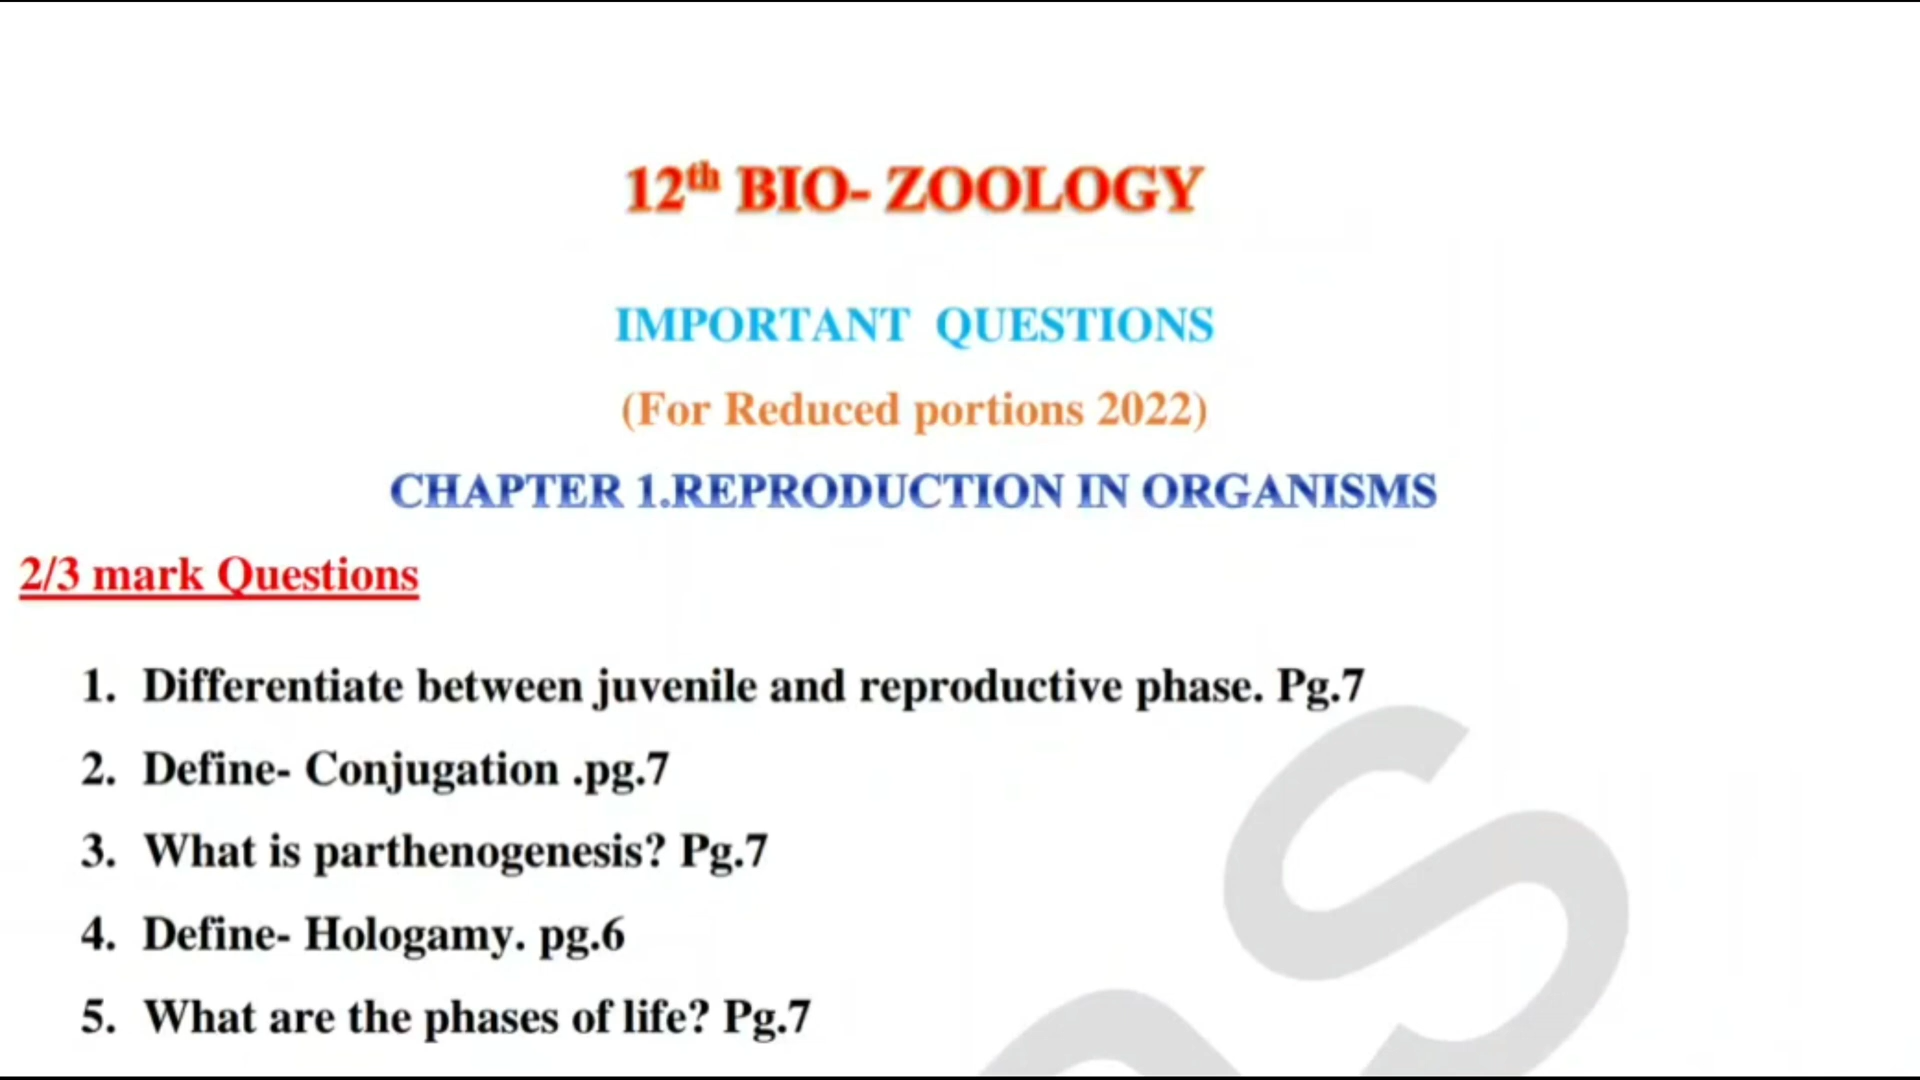 12th BIO- ZOOLOGY
IMPORTANT QUESTIONS
(For Reduced portions 2022)
CHAPTER 1.REPRODUCTION IN ORGANISMS
2/3 mark Questions
1. Differentiate between juvenile and reproductive phase. Pg.7
2. Define- Conjugation .pg.7
3. What is parthenogenesis? Pg.7
4. Define- Hologamy. pg.6
5. What are the phases of life? Pg.7